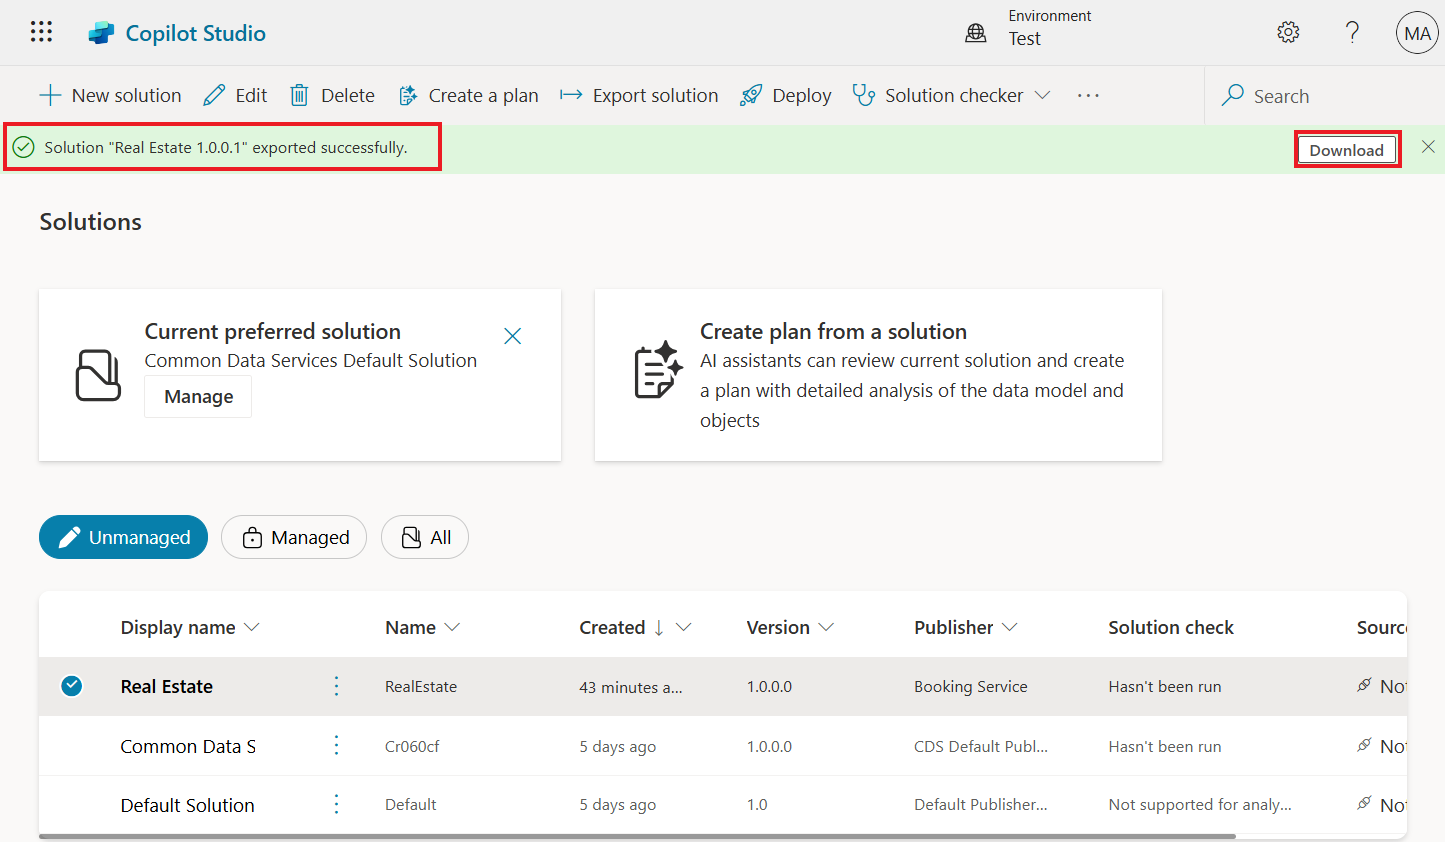 Copilot Studio
Environment
Test
MA
New solution
Edit
Delete
Create a plan
Export solution
Deploy
Solution checker
Search
Solution "Real Estate 1.0.0.1" exported successfully.
Download
Solutions
Current preferred solution
Common Data Services Default Solution
Manage
Create plan from a solution
AI assistants can review current solution and create
a plan with detailed analysis of the data model and
objects
Unmanaged
Managed
All
Display name Name Created Version Publisher Solution check Sourc
Real Estate RealEstate 43 minutes a... 1.0.0.0 Booking Service Hasn't been run Not
Common Data S Cr060cf 5 days ago 1.0.0.0 CDS Default Publ... Hasn't been run Not
Default Solution Default 5 days ago 1.0 Default Publisher... Not supported for analy... Not